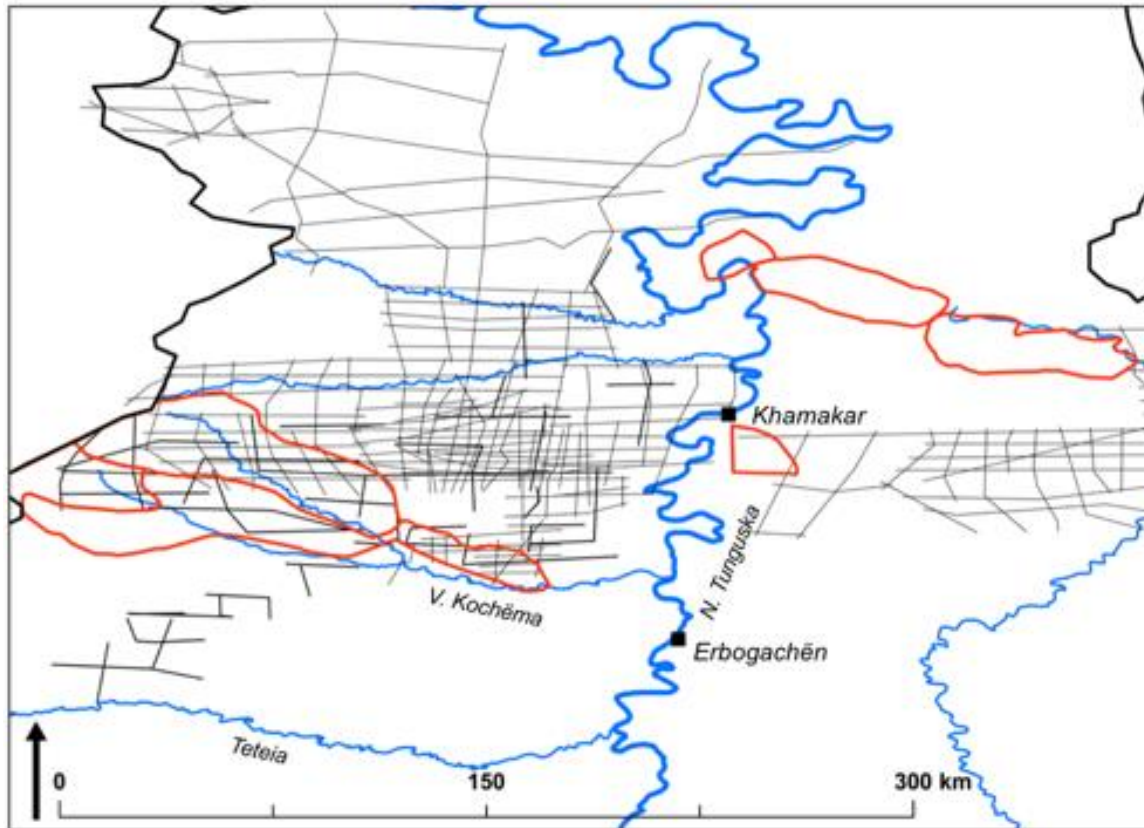 Khamakar
N. Tunguska
V. Kochëma
Erbogachën
Teteia
0 150 300 km